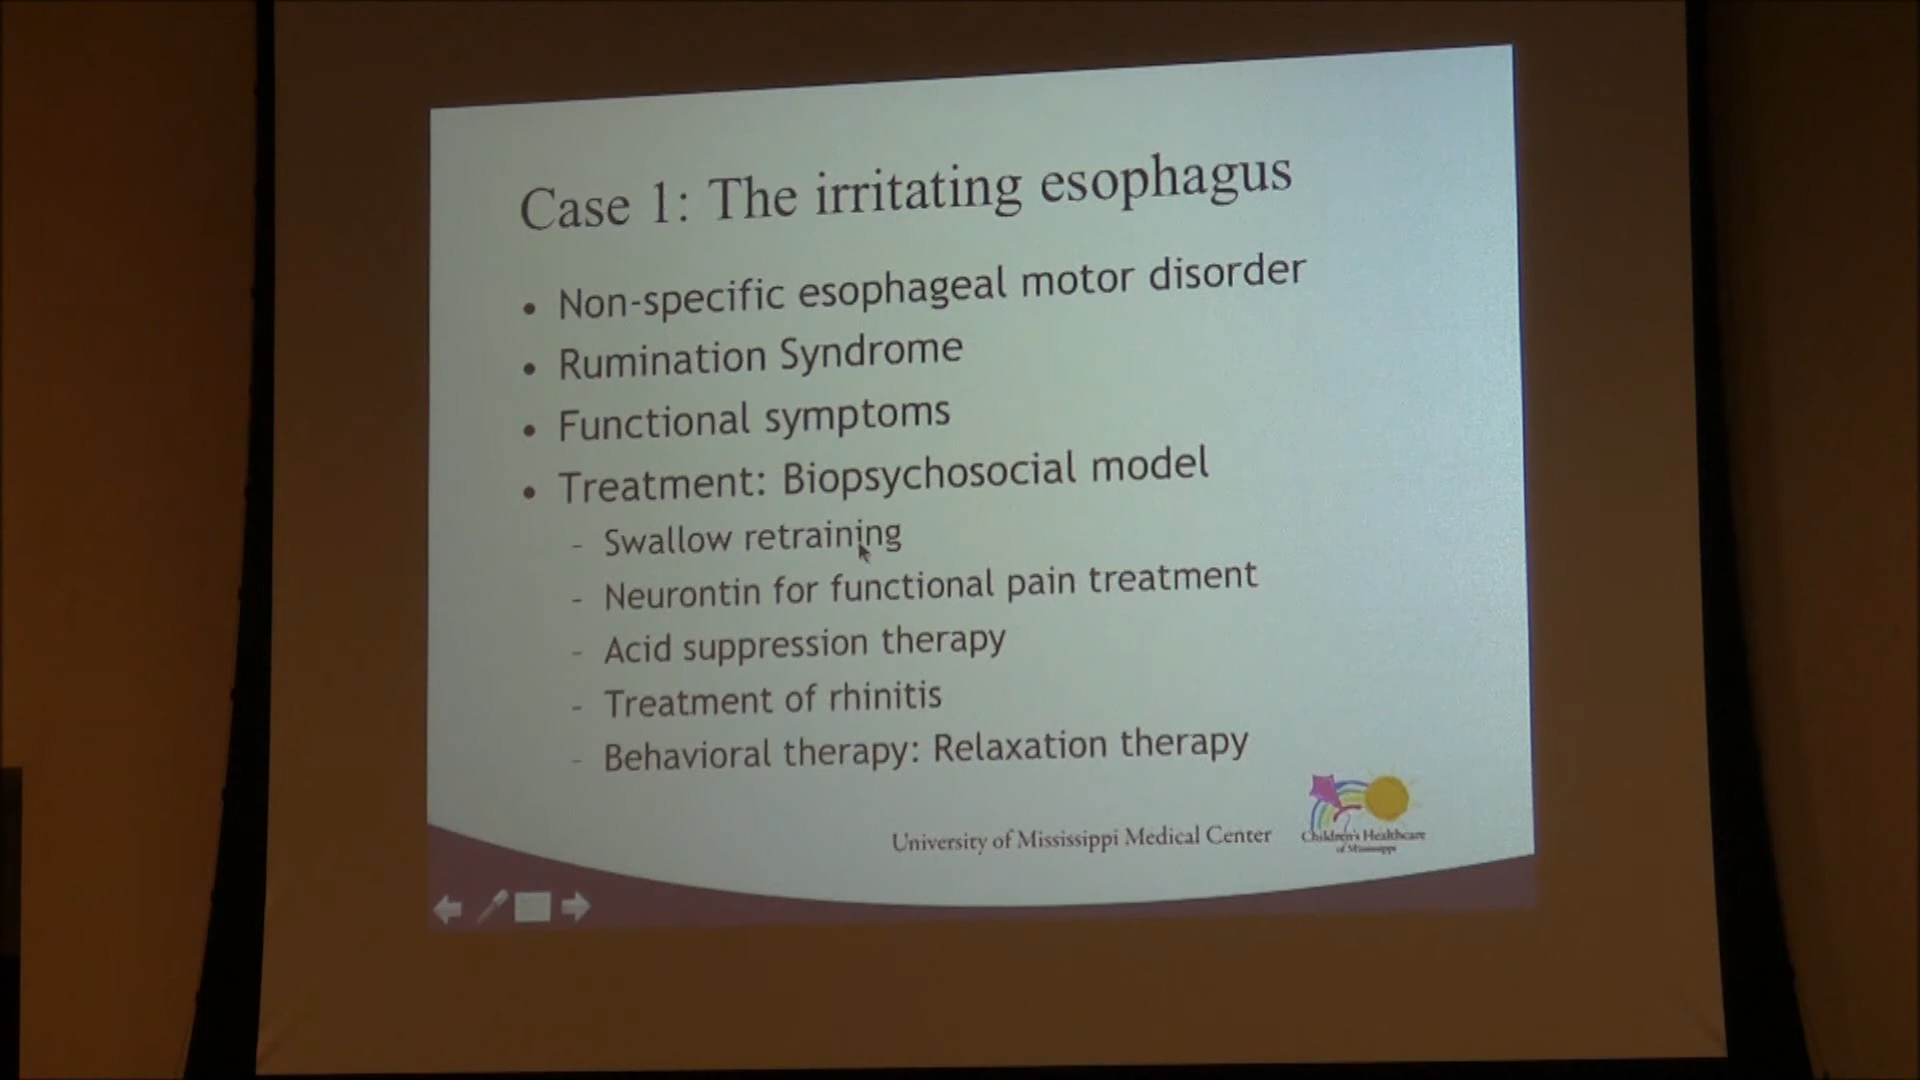 Case 1: The irritating esophagus
• Non-specific esophageal motor disorder
• Rumination Syndrome
• Functional symptoms
• Treatment: Biopsychosocial model
- Swallow retraining
- Neurontin for functional pain treatment
- Acid suppression therapy
- Treatment of rhinitis
- Behavioral therapy: Relaxation therapy
University of Mississippi Medical Center
Children's Healthcare
of Mississippi